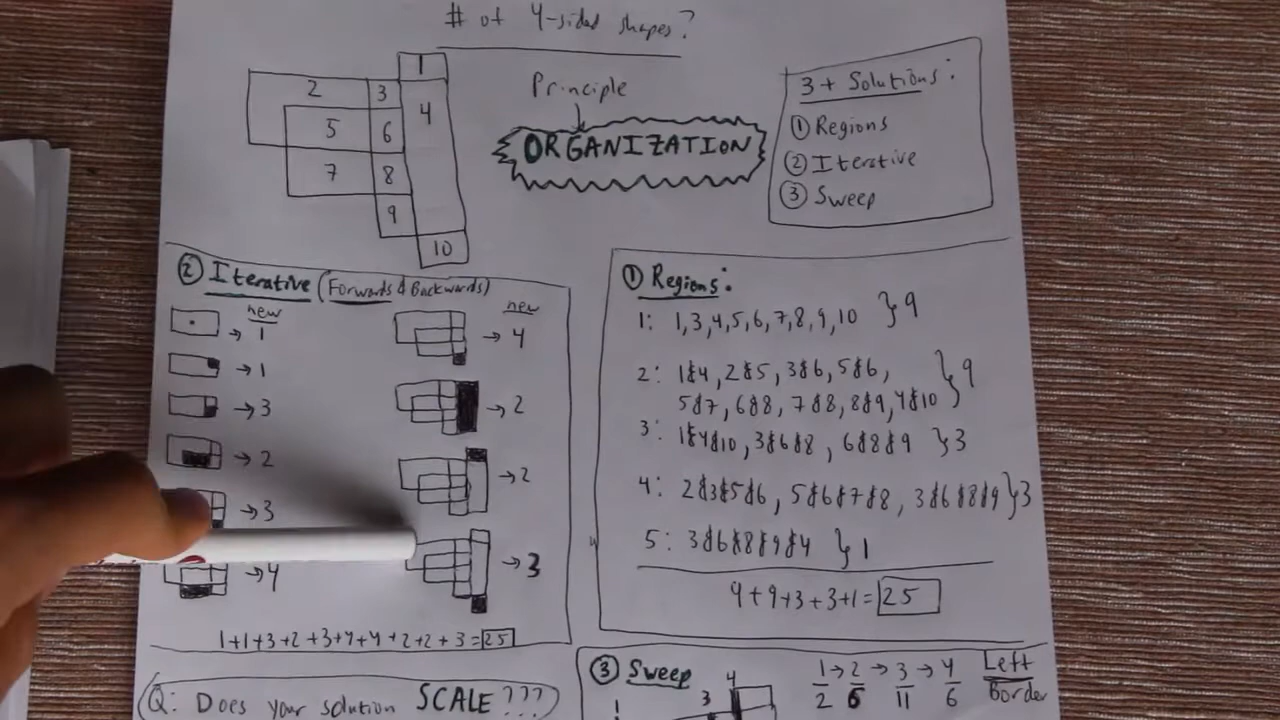 # of 4-sided shapes?
1
2
3
4
5
6
7
8
9
10
Principle
ORGANIZATION
3+ Solutions:
① Regions
② Iterative
③ Sweep
② Iterative (Forwards & Backwards)
new
→ 1
→ 1
→ 3
→ 2
→ 3
→ 4
new
→ 4
→ 2
→ 2
→ 3
1+1+3+2+3+4+4+2+2+3=25
① Regions:
1: 1,3,4,5,6,7,8,9,10 } 9
2: 1&4, 2&5, 3&6, 5&6,
5&7, 6&8, 7&8, 8&9, 4&10 } 9
3: 1&4&10, 3&6&8, 6&8&9 } 3
4: 2&3&5&6, 5&6&7&8, 3&6&8&9 } 3
5: 3&6&8&9&4 } 1
9+9+3+3+1=25
Q: Does your solution SCALE???
③ Sweep
3
4
1 → 2 → 3 → 4 Left
2 6 11 6 Border